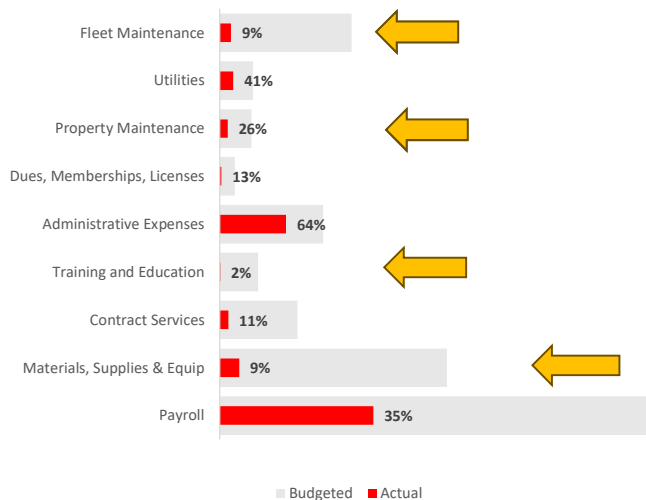 Fleet Maintenance 9%
Utilities 41%
Property Maintenance 26%
Dues, Memberships, Licenses 13%
Administrative Expenses 64%
Training and Education 2%
Contract Services 11%
Materials, Supplies & Equip 9%
Payroll 35%
Budgeted Actual